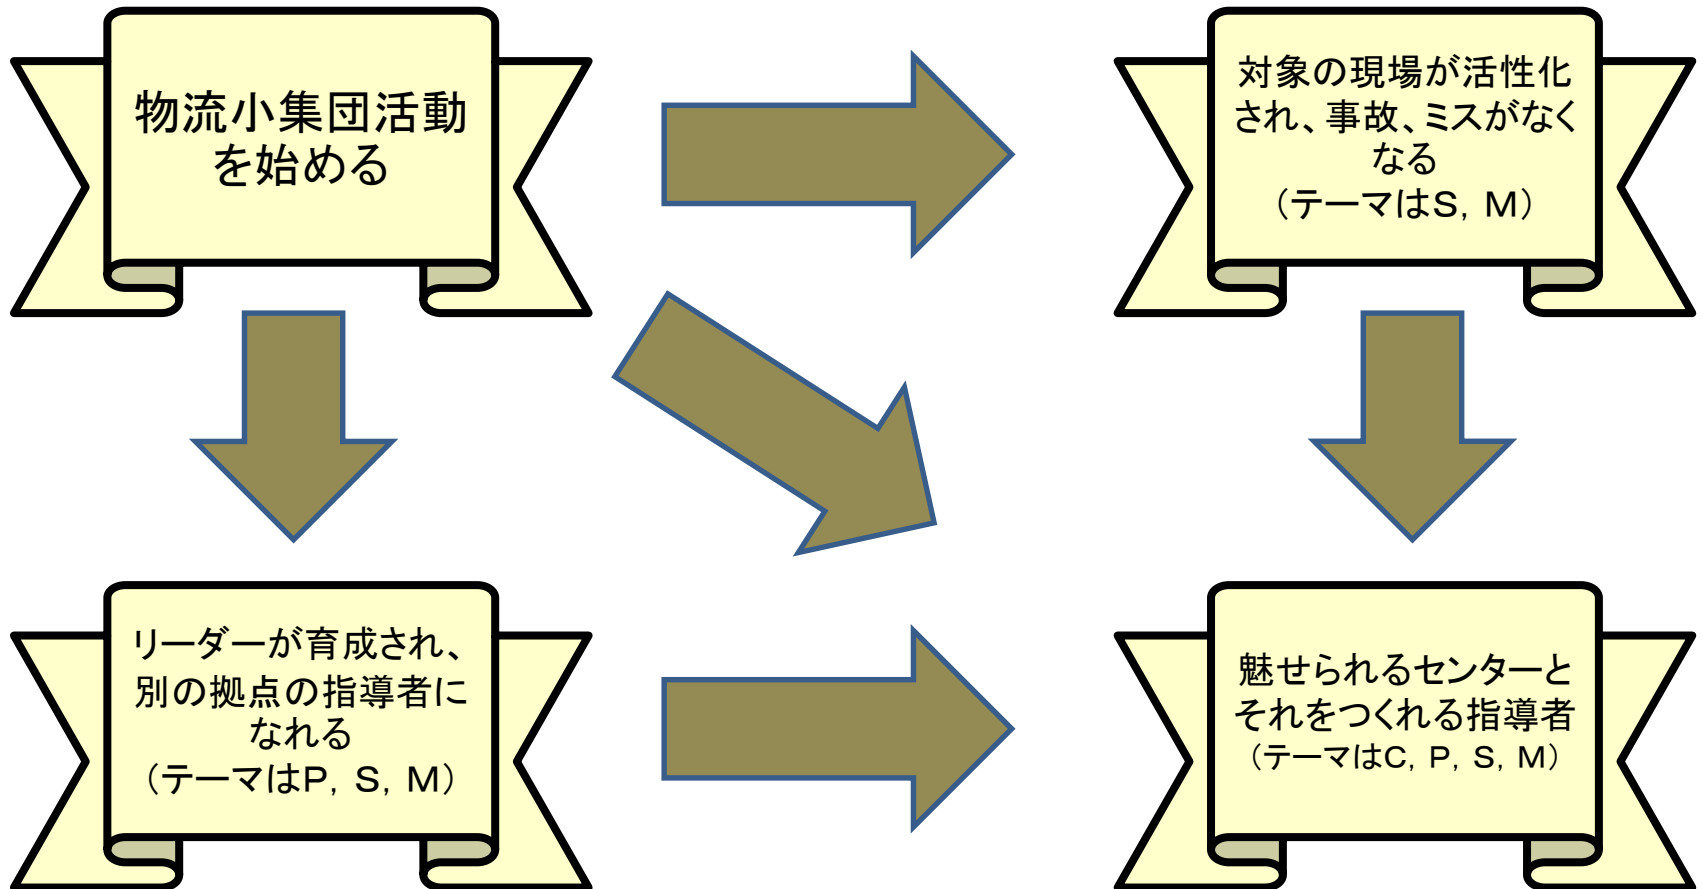 物流小集団活動
を始める
対象の現場が活性化
され、事故、ミスがなく
なる
（テーマはＳ，Ｍ）
リーダーが育成され、
別の拠点の指導者に
なれる
（テーマはＰ，Ｓ，Ｍ）
魅せられるセンターと
それをつくれる指導者
（テーマはＣ，Ｐ，Ｓ，Ｍ）